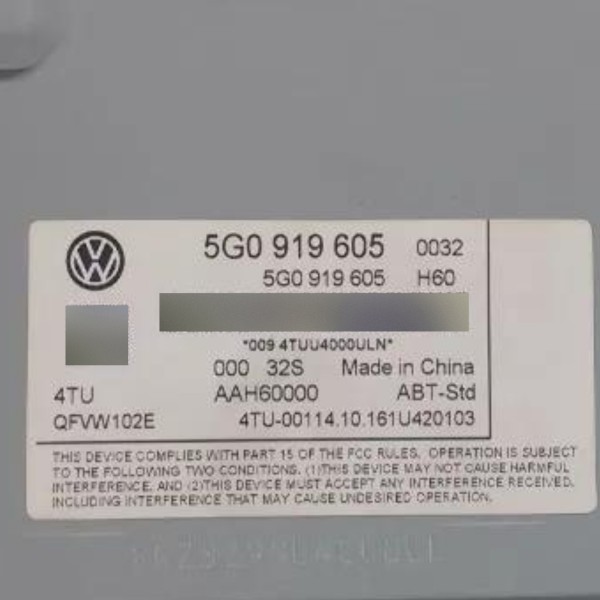 5G0 919 605 0032
5G0 919 605 H60
*009 4TUU4000ULN*
000 32S Made in China
4TU AAH60000 ABT-Std
QFVW102E 4TU-00114.10.161U420103
THIS DEVICE COMPLIES WITH PART 15 OF THE FCC RULES. OPERATION IS SUBJECT
TO THE FOLLOWING TWO CONDITIONS. (1)THIS DEVICE MAY NOT CAUSE HARMFUL
INTERFERENCE. AND (2)THIS DEVICE MUST ACCEPT ANY INTERFERENCE RECEIVED.
INCLUDING INTERFERENCE THAT MAY CAUSE UNDESIRED OPERATION.